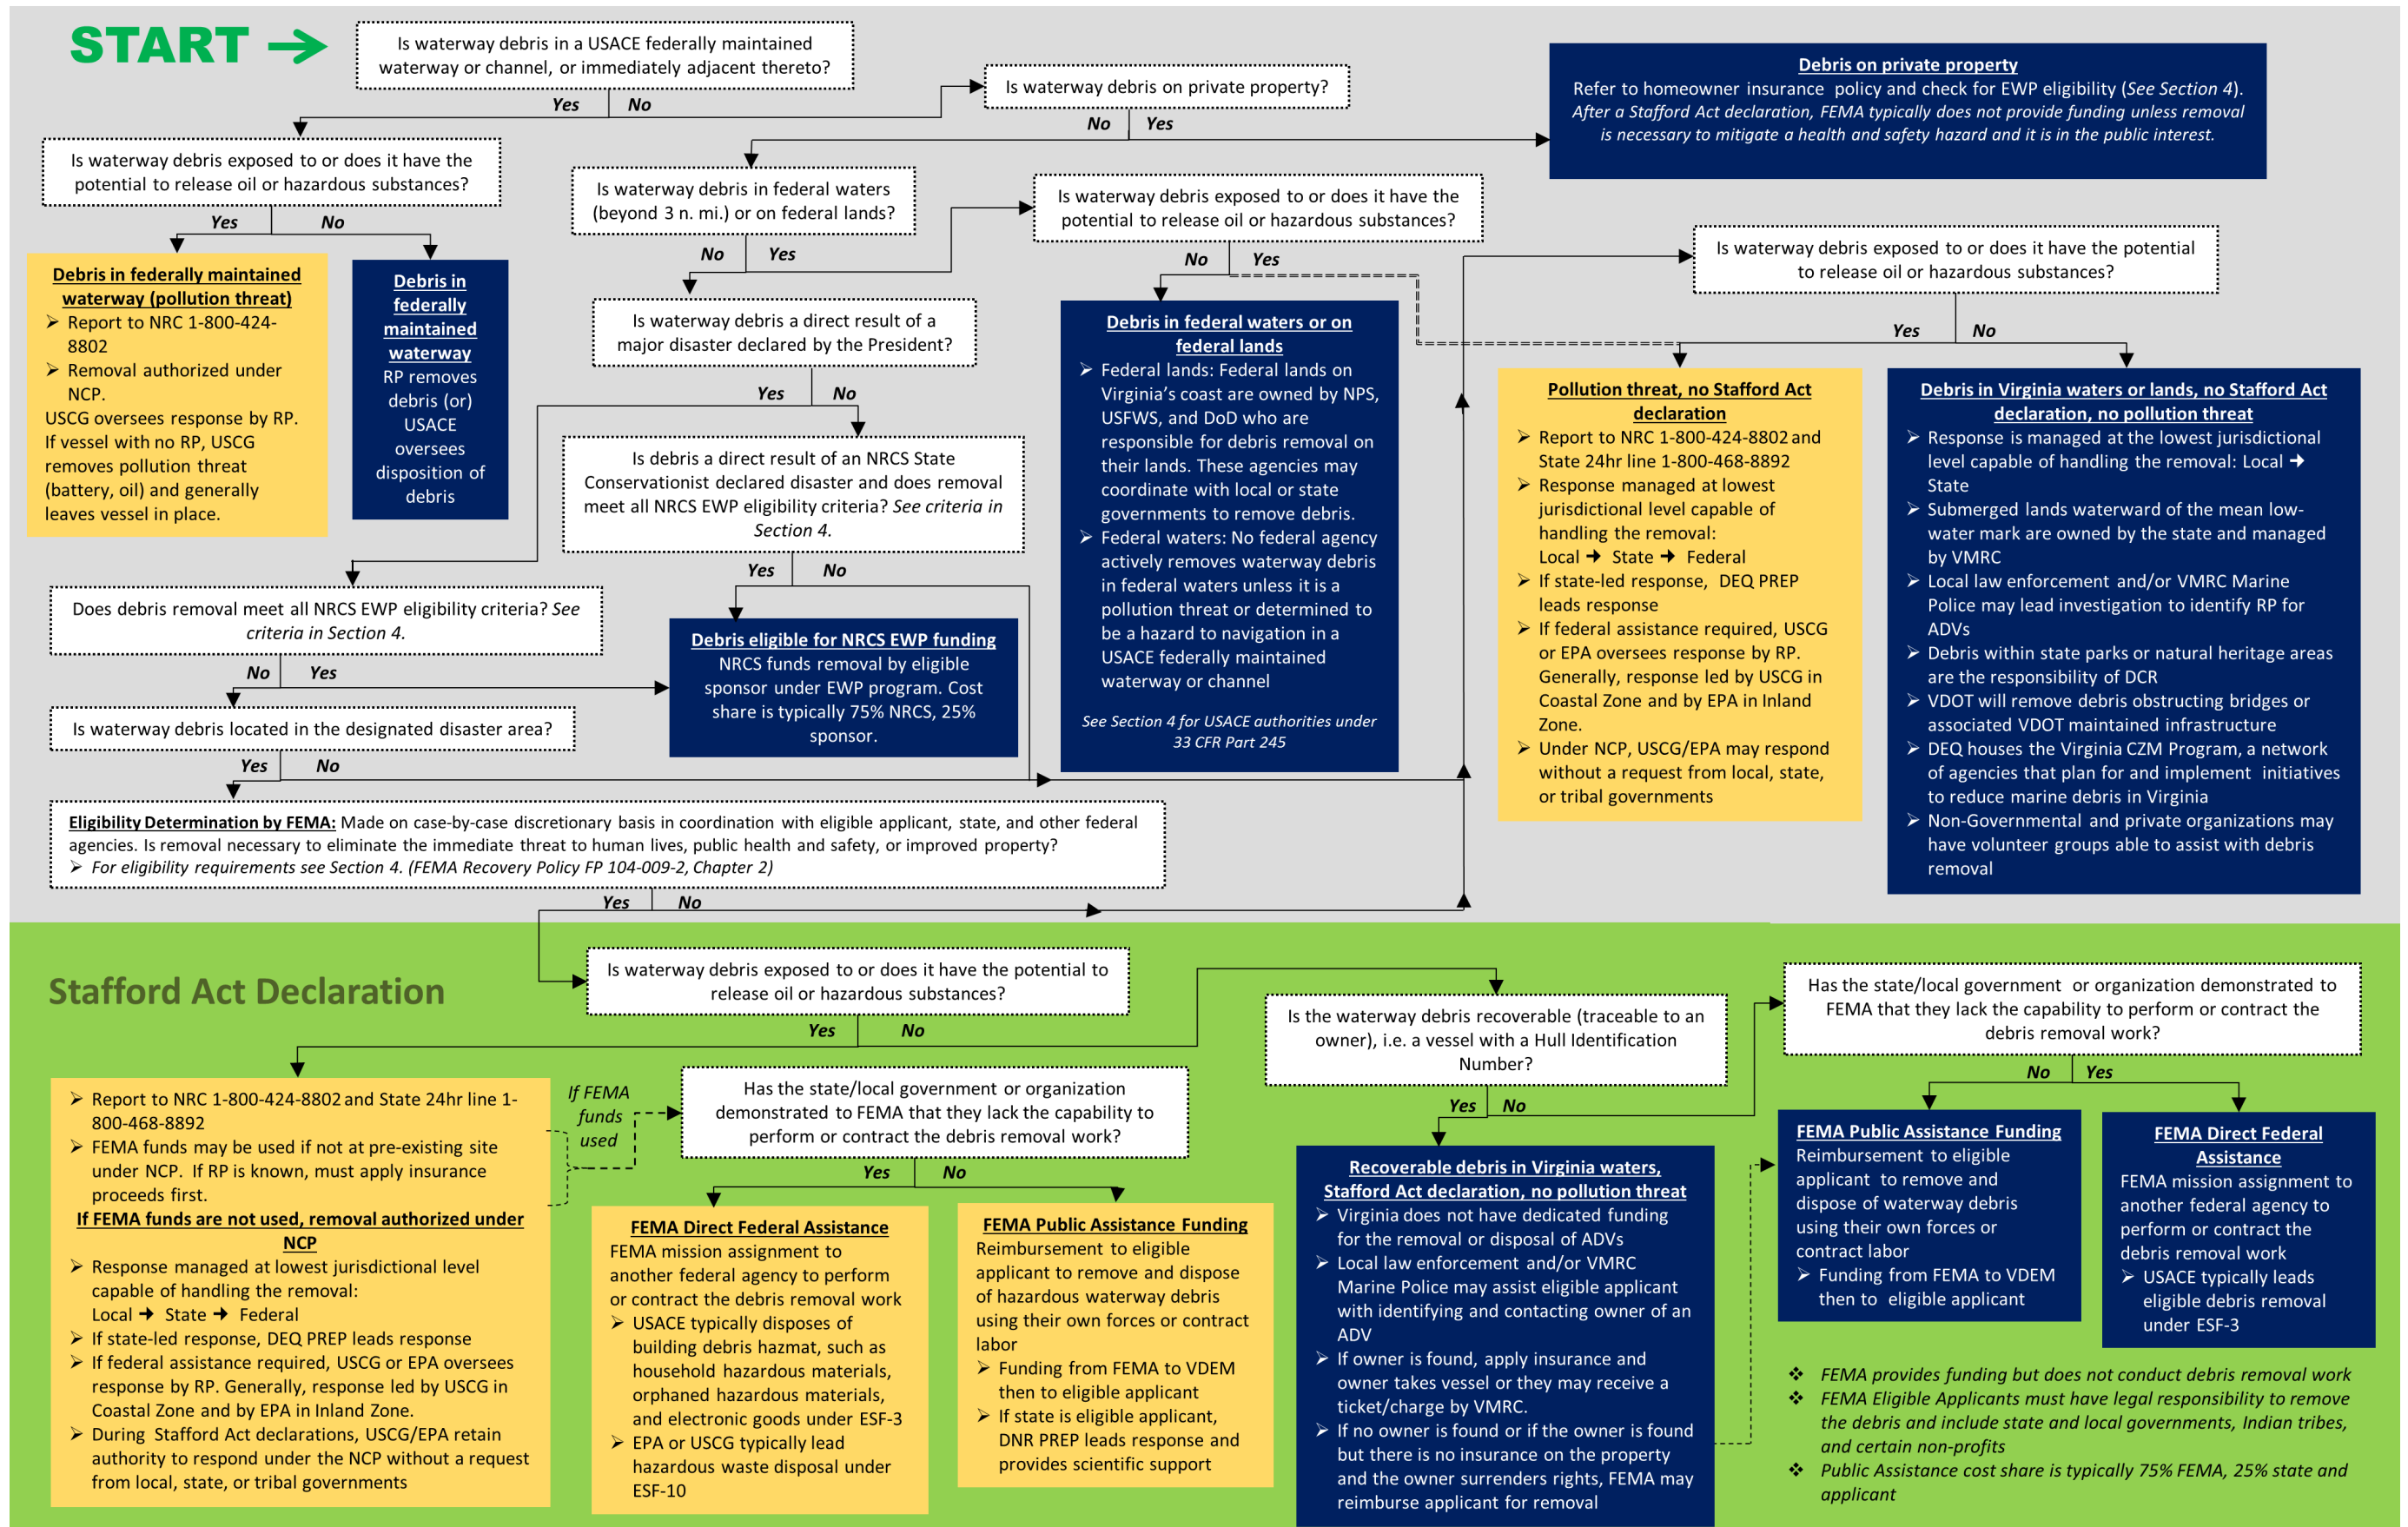 START →
Is waterway debris in a USACE federally maintained
waterway or channel, or immediately adjacent thereto?
Yes
No
Is waterway debris on private property?
No
Yes
Debris on private property
Refer to homeowner insurance policy and check for EWP eligibility (See Section 4).
After a Stafford Act declaration, FEMA typically does not provide funding unless removal
is necessary to mitigate a health and safety hazard and it is in the public interest.
Is waterway debris exposed to or does it have the
potential to release oil or hazardous substances?
Yes
No
Debris in federally maintained
waterway (pollution threat)
➢ Report to NRC 1-800-424-
8802
➢ Removal authorized under
NCP.
USCG oversees response by RP.
If vessel with no RP, USCG
removes pollution threat
(battery, oil) and generally
leaves vessel in place.
Debris in
federally
maintained
waterway
RP removes
debris (or)
USACE
oversees
disposition of
debris
Is waterway debris in federal waters
(beyond 3 n. mi.) or on federal lands?
No
Yes
Is waterway debris exposed to or does it have the
potential to release oil or hazardous substances?
No
Yes
Debris in federal waters or on
federal lands
➢ Federal lands: Federal lands on
Virginia's coast are owned by NPS,
USFWS, and DoD who are
responsible for debris removal on
their lands. These agencies may
coordinate with local or state
governments to remove debris.
➢ Federal waters: No federal agency
actively removes waterway debris
in federal waters unless it is a
pollution threat or determined to
be a hazard to navigation in a
USACE federally maintained
waterway or channel
See Section 4 for USACE authorities under
33 CFR Part 245
Is waterway debris a direct result of a
major disaster declared by the President?
Yes
No
Is debris a direct result of an NRCS State
Conservationist declared disaster and does removal
meet all NRCS EWP eligibility criteria? See criteria in
Section 4.
Yes
No
Does debris removal meet all NRCS EWP eligibility criteria? See
criteria in Section 4.
No
Yes
Debris eligible for NRCS EWP funding
NRCS funds removal by eligible
sponsor under EWP program. Cost
share is typically 75% NRCS, 25%
sponsor.
Is waterway debris located in the designated disaster area?
Yes
No
Eligibility Determination by FEMA: Made on case-by-case discretionary basis in coordination with eligible applicant, state, and other federal
agencies. Is removal necessary to eliminate the immediate threat to human lives, public health and safety, or improved property?
➢ For eligibility requirements see Section 4. (FEMA Recovery Policy FP 104-009-2, Chapter 2)
Yes
No
Is waterway debris exposed to or does it have the potential
to release oil or hazardous substances?
Yes
No
Pollution threat, no Stafford Act
declaration
➢ Report to NRC 1-800-424-8802 and
State 24hr line 1-800-468-8892
➢ Response managed at lowest
jurisdictional level capable of
handling the removal:
Local → State → Federal
➢ If state-led response, DEQ PREP
leads response
➢ If federal assistance required, USCG
or EPA oversees response by RP.
Generally, response led by USCG in
Coastal Zone and by EPA in Inland
Zone.
➢ Under NCP, USCG/EPA may respond
without a request from local, state,
or tribal governments
Debris in Virginia waters or lands, no Stafford Act
declaration, no pollution threat
➢ Response is managed at the lowest jurisdictional
level capable of handling the removal: Local →
State
➢ Submerged lands waterward of the mean low-
water mark are owned by the state and managed
by VMRC
➢ Local law enforcement and/or VMRC Marine
Police may lead investigation to identify RP for
ADVs
➢ Debris within state parks or natural heritage areas
are the responsibility of DCR
➢ VDOT will remove debris obstructing bridges or
associated VDOT maintained infrastructure
➢ DEQ houses the Virginia CZM Program, a network
of agencies that plan for and implement initiatives
to reduce marine debris in Virginia
➢ Non-Governmental and private organizations may
have volunteer groups able to assist with debris
removal
Stafford Act Declaration
Is waterway debris exposed to or does it have the potential to
release oil or hazardous substances?
Yes
No
➢ Report to NRC 1-800-424-8802 and State 24hr line 1-
800-468-8892
➢ FEMA funds may be used if not at pre-existing site
under NCP. If RP is known, must apply insurance
proceeds first.
If FEMA funds are not used, removal authorized under
NCP
➢ Response managed at lowest jurisdictional level
capable of handling the removal:
Local → State → Federal
➢ If state-led response, DEQ PREP leads response
➢ If federal assistance required, USCG or EPA oversees
response by RP. Generally, response led by USCG in
Coastal Zone and by EPA in Inland Zone.
➢ During Stafford Act declarations, USCG/EPA retain
authority to respond under the NCP without a request
from local, state, or tribal governments
If FEMA
funds
used
Has the state/local government or organization
demonstrated to FEMA that they lack the capability to
perform or contract the debris removal work?
Yes
No
FEMA Direct Federal Assistance
FEMA mission assignment to
another federal agency to perform
or contract the debris removal work
➢ USACE typically disposes of
building debris hazmat, such as
household hazardous materials,
orphaned hazardous materials,
and electronic goods under ESF-3
➢ EPA or USCG typically lead
hazardous waste disposal under
ESF-10
FEMA Public Assistance Funding
Reimbursement to eligible
applicant to remove and dispose
of hazardous waterway debris
using their own forces or contract
labor
➢ Funding from FEMA to VDEM
then to eligible applicant
➢ If state is eligible applicant,
DNR PREP leads response and
provides scientific support
Is the waterway debris recoverable (traceable to an
owner), i.e. a vessel with a Hull Identification
Number?
Yes
No
Recoverable debris in Virginia waters,
Stafford Act declaration, no pollution threat
➢ Virginia does not have dedicated funding
for the removal or disposal of ADVs
➢ Local law enforcement and/or VMRC
Marine Police may assist eligible applicant
with identifying and contacting owner of an
ADV
➢ If owner is found, apply insurance and
owner takes vessel or they may receive a
ticket/charge by VMRC.
➢ If no owner is found or if the owner is found
but there is no insurance on the property
and the owner surrenders rights, FEMA may
reimburse applicant for removal
Has the state/local government or organization demonstrated to
FEMA that they lack the capability to perform or contract the
debris removal work?
No
Yes
FEMA Public Assistance Funding
Reimbursement to eligible
applicant to remove and
dispose of waterway debris
using their own forces or
contract labor
➢ Funding from FEMA to VDEM
then to eligible applicant
FEMA Direct Federal
Assistance
FEMA mission assignment to
another federal agency to
perform or contract the
debris removal work
➢ USACE typically leads
eligible debris removal
under ESF-3
❖ FEMA provides funding but does not conduct debris removal work
❖ FEMA Eligible Applicants must have legal responsibility to remove
the debris and include state and local governments, Indian tribes,
and certain non-profits
❖ Public Assistance cost share is typically 75% FEMA, 25% state and
applicant